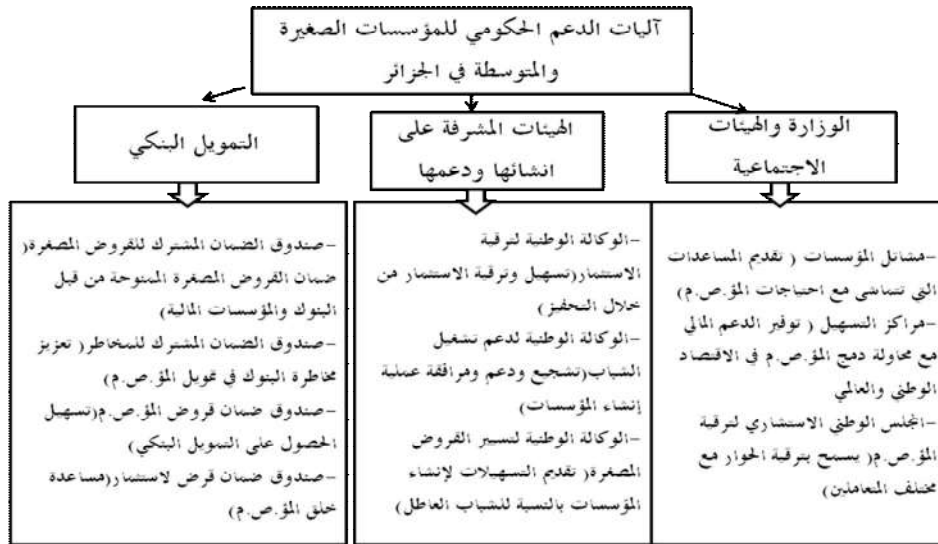 آليات الدعم الحكومي للمؤسسات الصغيرة
والمتوسطة في الجزائر
الوزارة والهيئات
الاجتماعية
الهيئات المشرفة على
انشائها ودعمها
التمويل البنكي
-مشاتل المؤسسات ( تقديم المساعدات
التي تتماشى مع احتياجات المؤ.ص.م)
-مراكز التسهيل ( توفير الدعم المالي
مع محاولة دمج المؤ.ص.م في الاقتصاد
الوطني والعالمي
-المجلس الوطني الاستشاري لترقية
المؤ.ص.م( يسمح بترقية الحوار مع
مختلف المتعاملين)
-الوكالة الوطنية لترقية
الاستثمار(تسهيل وترقية الاستثمار من
خلال التحفيز)
-الوكالة الوطنية لدعم تشغيل
الشباب(تشجيع ودعم ومرافقة عملية
إنشاء المؤسسات)
-الوكالة الوطنية لتسيير القروض
المصغرة( تقديم التسهيلات لإنشاء
المؤسسات بالنسبة للشباب العاطل)
-صندوق الضمان المشترك للقروض المصغرة(
ضمان القروض المصغرة الممنوحة من قبل
البنوك والمؤسسات المالية)
-صندوق الضمان المشترك للمخاطر( تعزيز
مخاطرة البنوك في تمويل المؤ.ص.م)
-صندوق ضمان قروض المؤ.ص.م(تسهيل
الحصول على التمويل البنكي)
-صندوق ضمان قرض لاستثمار(مساعدة
خلق المؤ.ص.م)